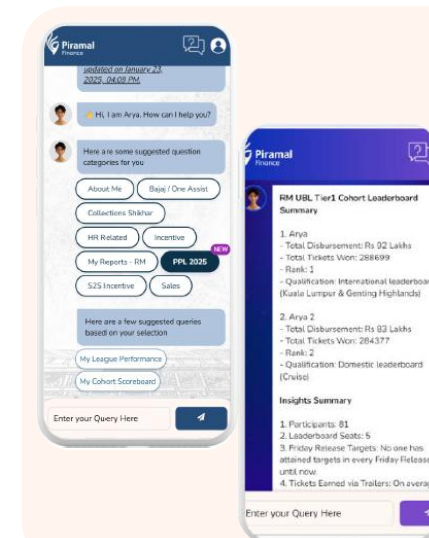 Piramal
Finance
updated on January 23,
2025, 04:08 PM.
Hi, I am Arya. How can I help you?
Here are some suggested question
categories for you
About Me
Bajaj / One Assist
Collections Shikhar
HR Related
Incentive
NEW
My Reports - RM
PPL 2025
S2S Incentive
Sales
Here are a few suggested queries
based on your selection
My League Performance
My Cohort Scoreboard
Enter your Query Here
Piramal
Finance
RM UBL Tier1 Cohort Leaderboard
Summary
1. Arya
- Total Disbursement: Rs 92 Lakhs
- Total Tickets Won: 288699
- Rank: 1
- Qualification: International leaderboar
(Kuala Lumpur & Genting Highlands)
2. Arya 2
- Total Disbursement: Rs 83 Lakhs
- Total Tickets Won: 284377
- Rank: 2
- Qualification: Domestic leaderboard
(Cruise)
Insights Summary
1. Participants: 81
2. Leaderboard Seats: 5
3. Friday Release Targets: No one has
attained targets in every Friday Release
until now.
4. Tickets Earned via Trailers: On averag
Enter your Query Here